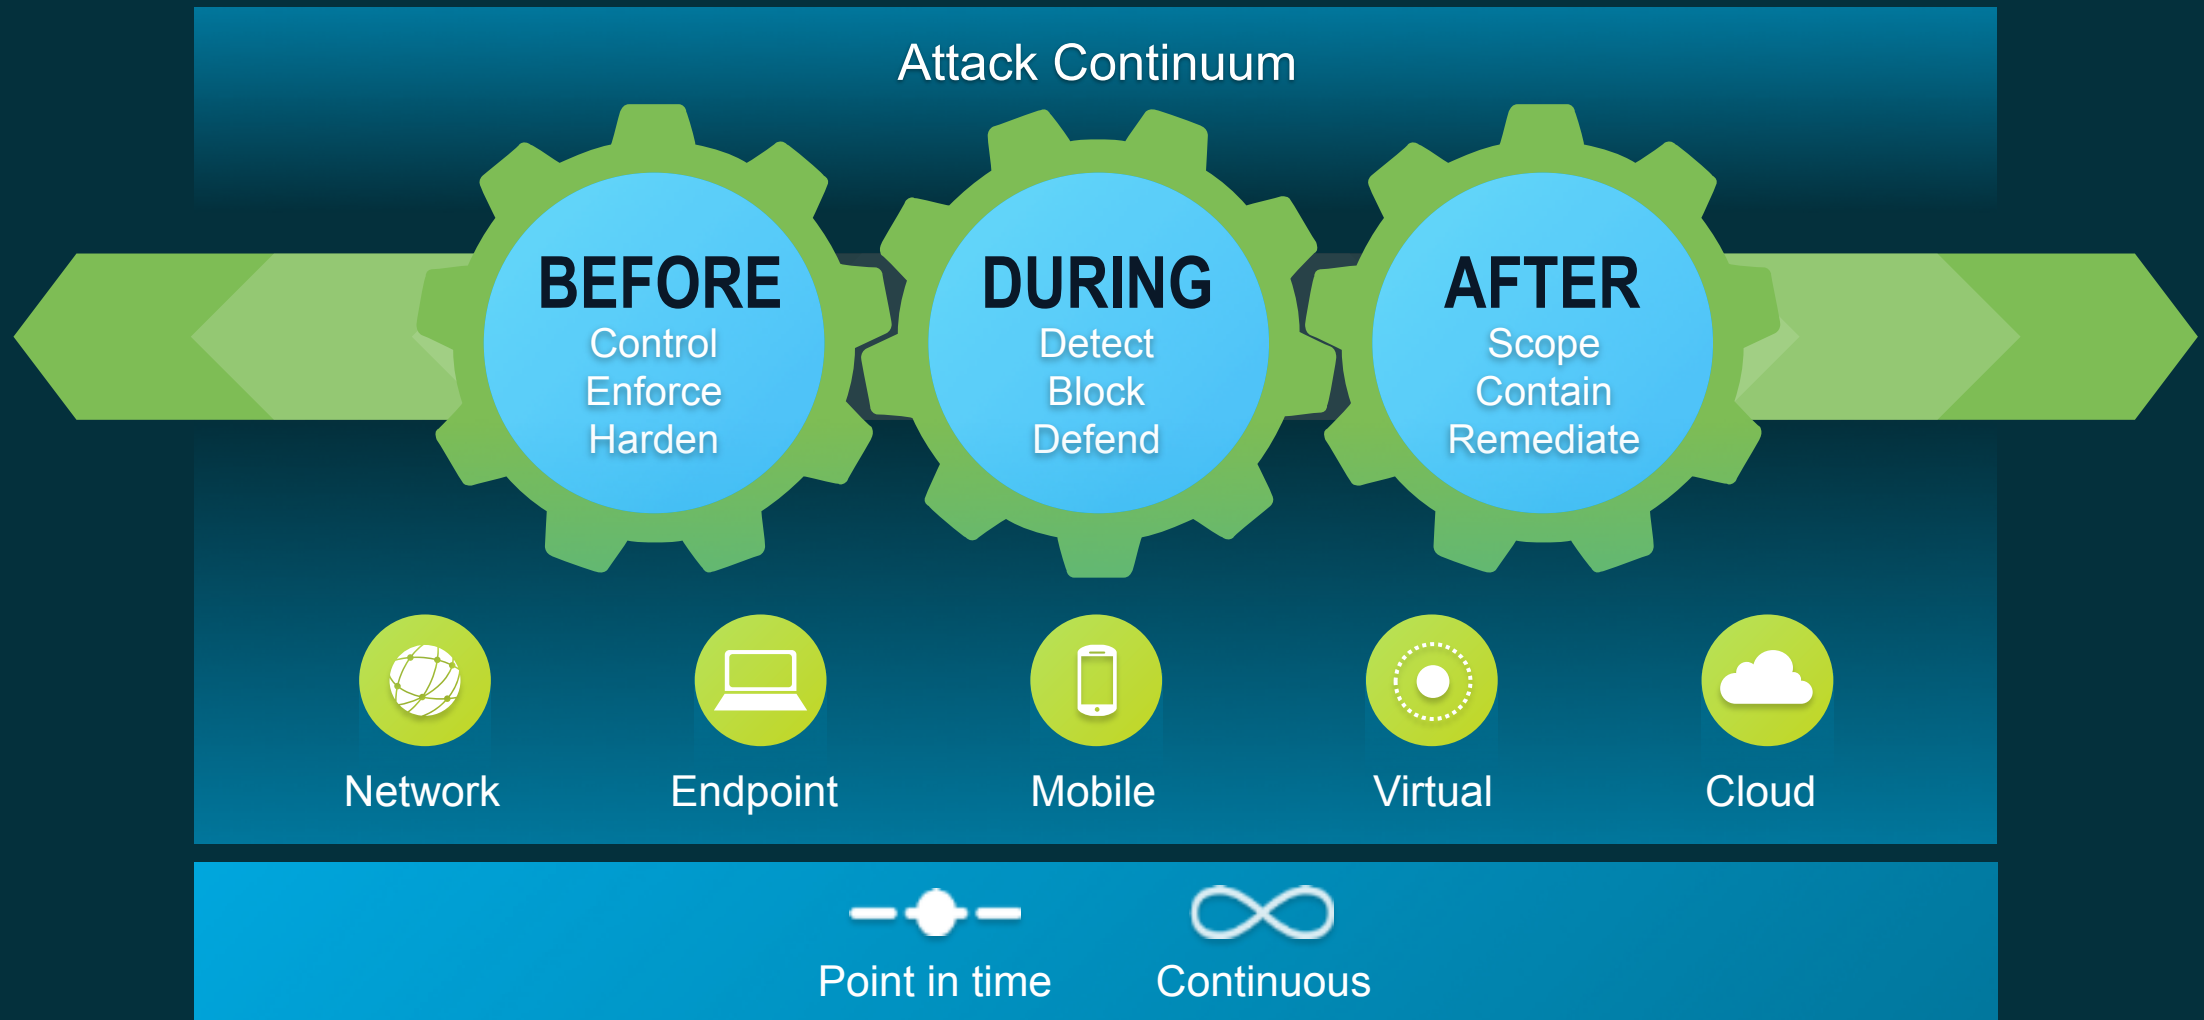 Attack Continuum
BEFORE
Control
Enforce
Harden
DURING
Detect
Block
Defend
AFTER
Scope
Contain
Remediate
Network
Endpoint
Mobile
Virtual
Cloud
Point in time
Continuous